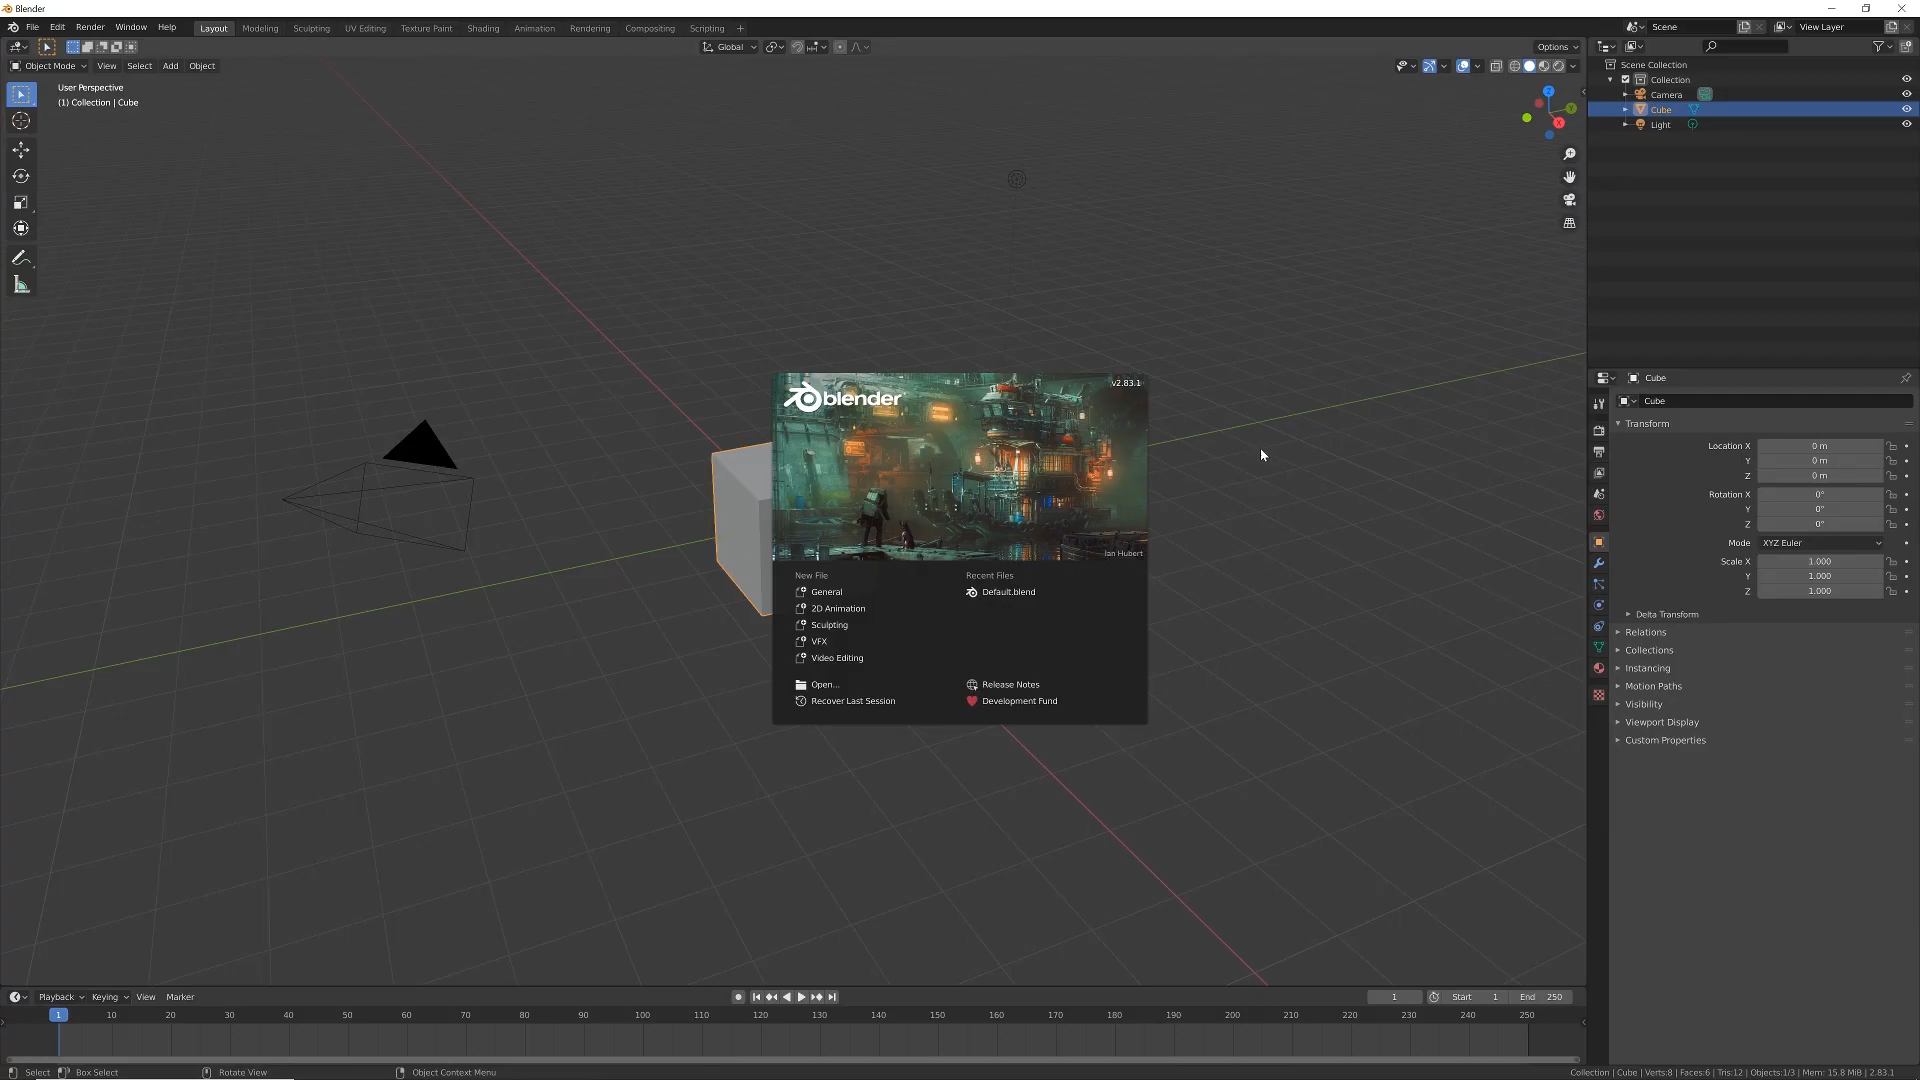 Blender
File Edit Render Window Help Layout Modeling Sculpting UV Editing Texture Paint Shading Animation Rendering Compositing Scripting +
Scene
View Layer
Global
Options
Object Mode View Select Add Object
User Perspective
(1) Collection | Cube
Z
Y
X
Scene Collection
Collection
Camera
Cube
Light
blender
v2.83.1
Ian Hubert
New File
General
2D Animation
Sculpting
VFX
Video Editing
Open...
Recover Last Session
Recent Files
Default.blend
Release Notes
Development Fund
Cube
Cube
Transform
Location X 0 m
Y 0 m
Z 0 m
Rotation X 0°
Y 0°
Z 0°
Mode XYZ Euler
Scale X 1.000
Y 1.000
Z 1.000
Delta Transform
Relations
Collections
Instancing
Motion Paths
Visibility
Viewport Display
Custom Properties
Playback Keying View Marker
1 Start 1 End 250
1 10 20 30 40 50 60 70 80 90 100 110 120 130 140 150 160 170 180 190 200 210 220 230 240 250
Select Box Select Rotate View Object Context Menu
Collection | Cube | Verts:8 | Faces:6 | Tris:12 | Objects:1/3 | Mem: 15.8 MiB | 2.83.1